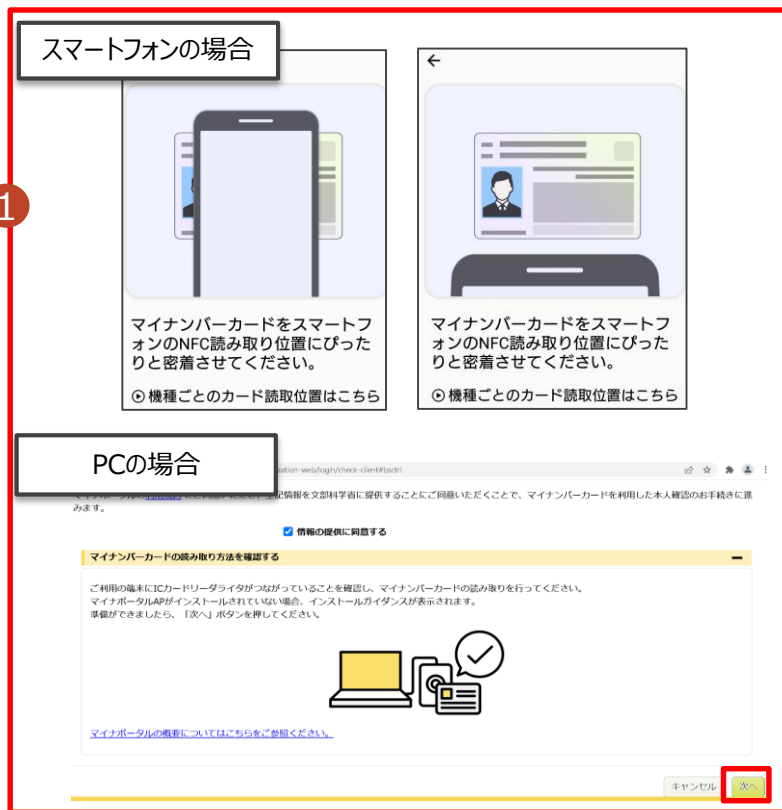 スマートフォンの場合
1
マイナンバーカードをスマートフ
ォンのNFC読み取り位置にぴった
りと密着させてください。
機種ごとのカード読取位置はこちら
マイナンバーカードをスマートフ
ォンのNFC読み取り位置にぴった
りと密着させてください。
機種ごとのカード読取位置はこちら
PCの場合
ation-web/login/check-client#bsctrl
記情報を文部科学省に提供することにご同意いただくことで、マイナンバーカードを利用した本人確認のお手続きに進
みます。
情報の提供に同意する
マイナンバーカードの読み取り方法を確認する
ご利用の端末にICカードリーダライタがつながっていることを確認し、マイナンバーカードの読み取りを行ってください。
マイナポータルAPがインストールされていない場合、インストールガイダンスが表示されます。
準備ができましたら、「次へ」ボタンを押してください。
マイナポータルの概要についてはこちらをご参照ください。
キャンセル
次へ